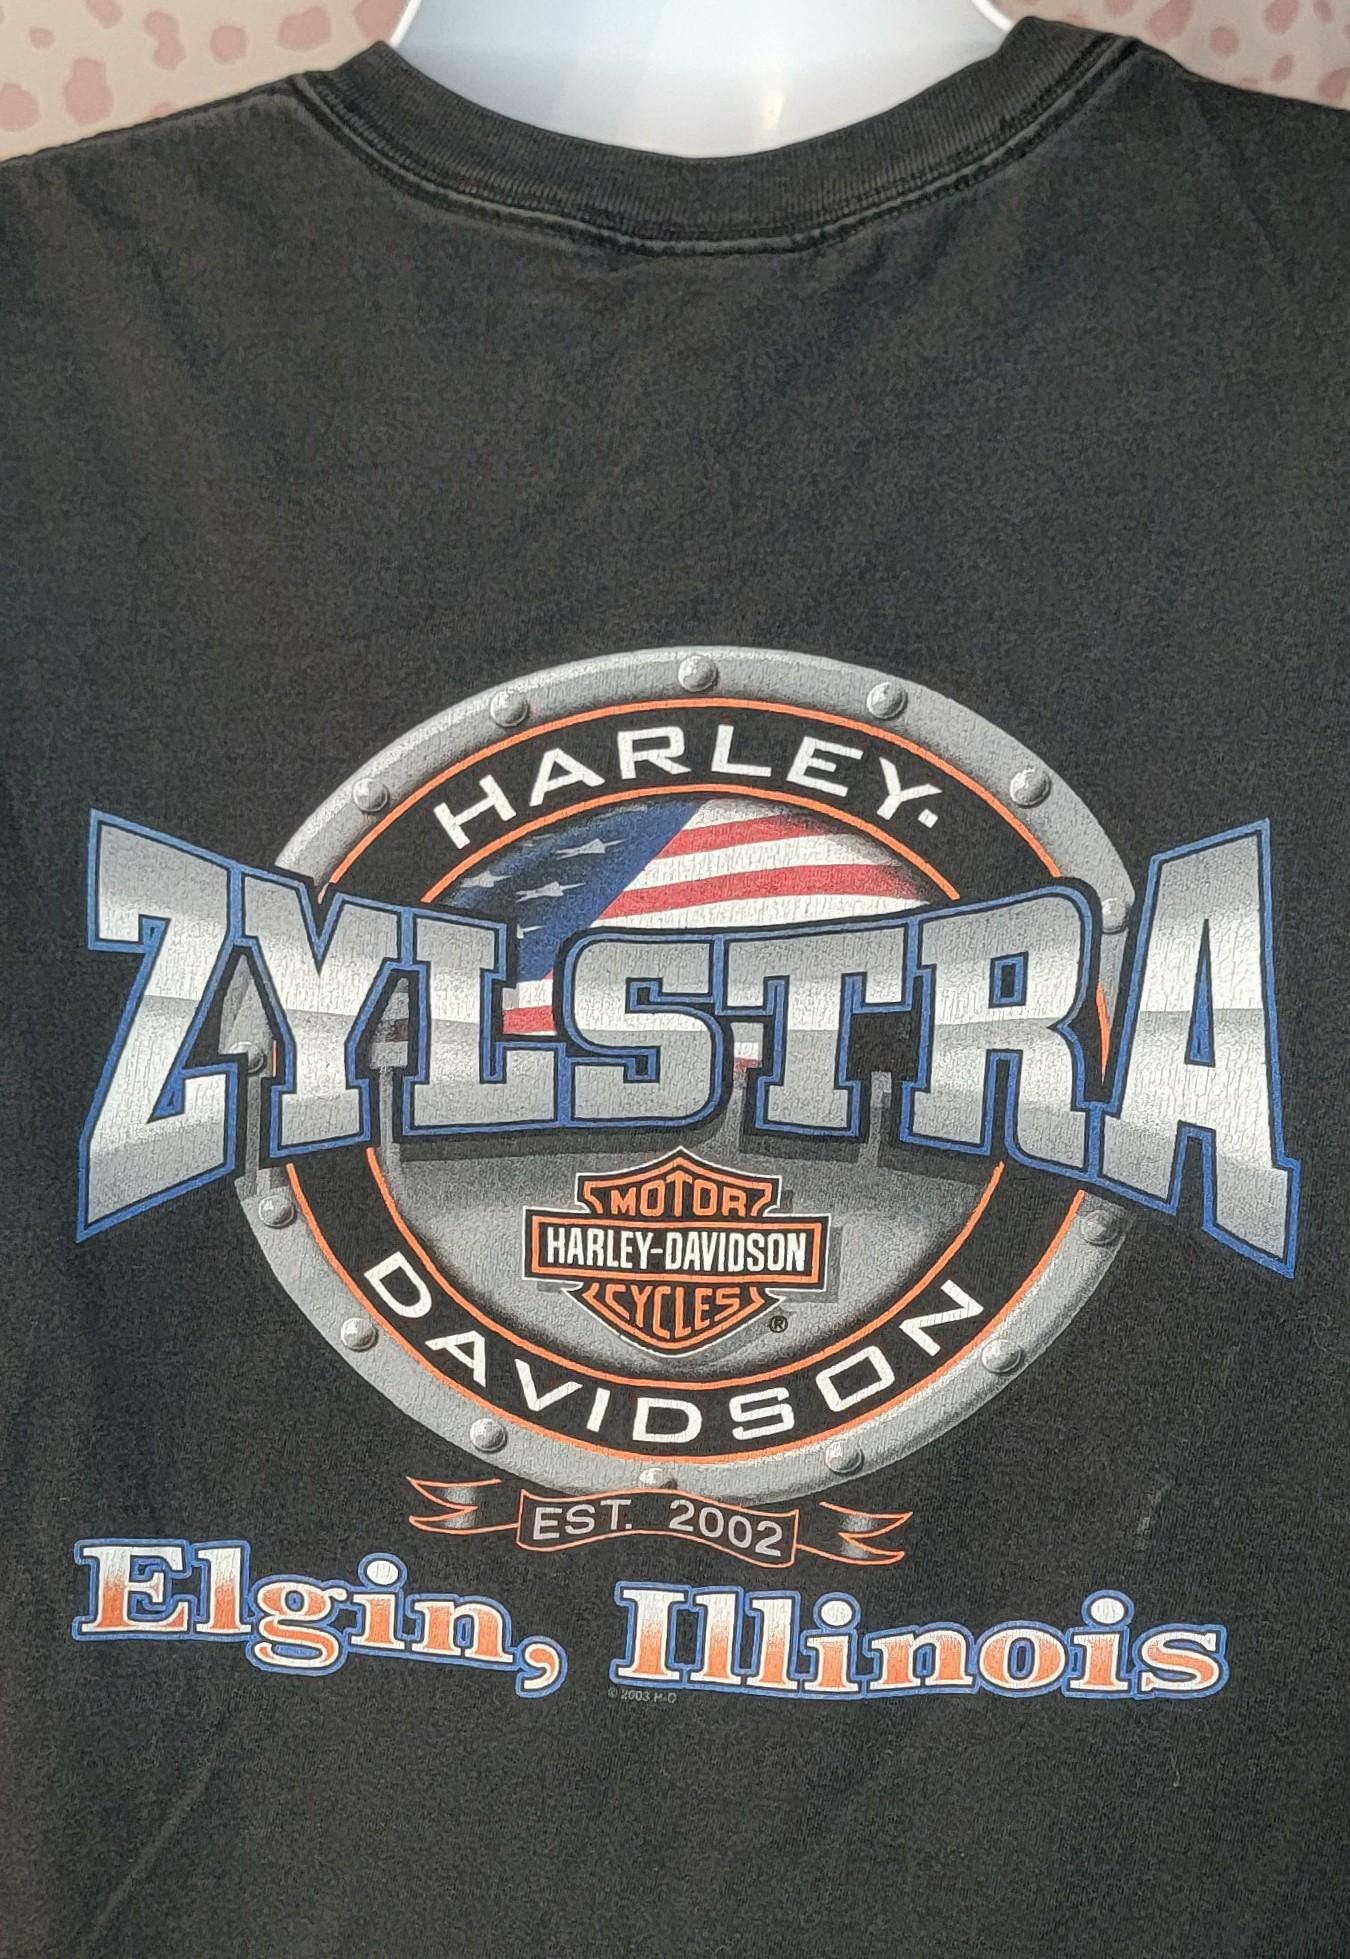 HARLEY-
ZYLSTRA
MOTOR
HARLEY-DAVIDSON
CYCLES
®
DAVIDSON
EST. 2002
Elgin, Illinois
© 2003 H-D